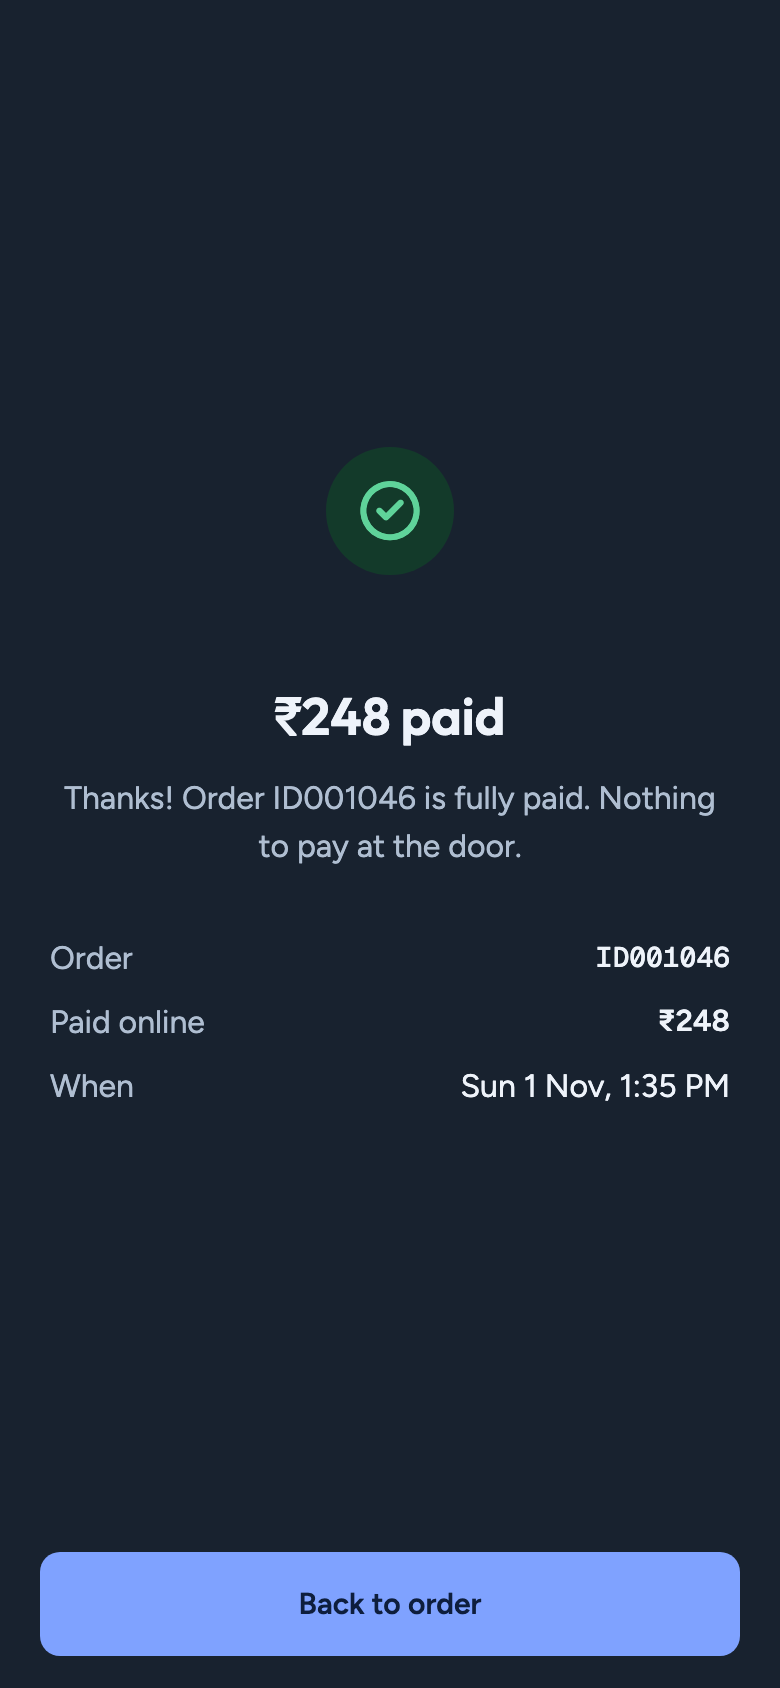 ₹248 paid
Thanks! Order ID001046 is fully paid. Nothing
to pay at the door.
Order ID001046
Paid online ₹248
When Sun 1 Nov, 1:35 PM
Back to order